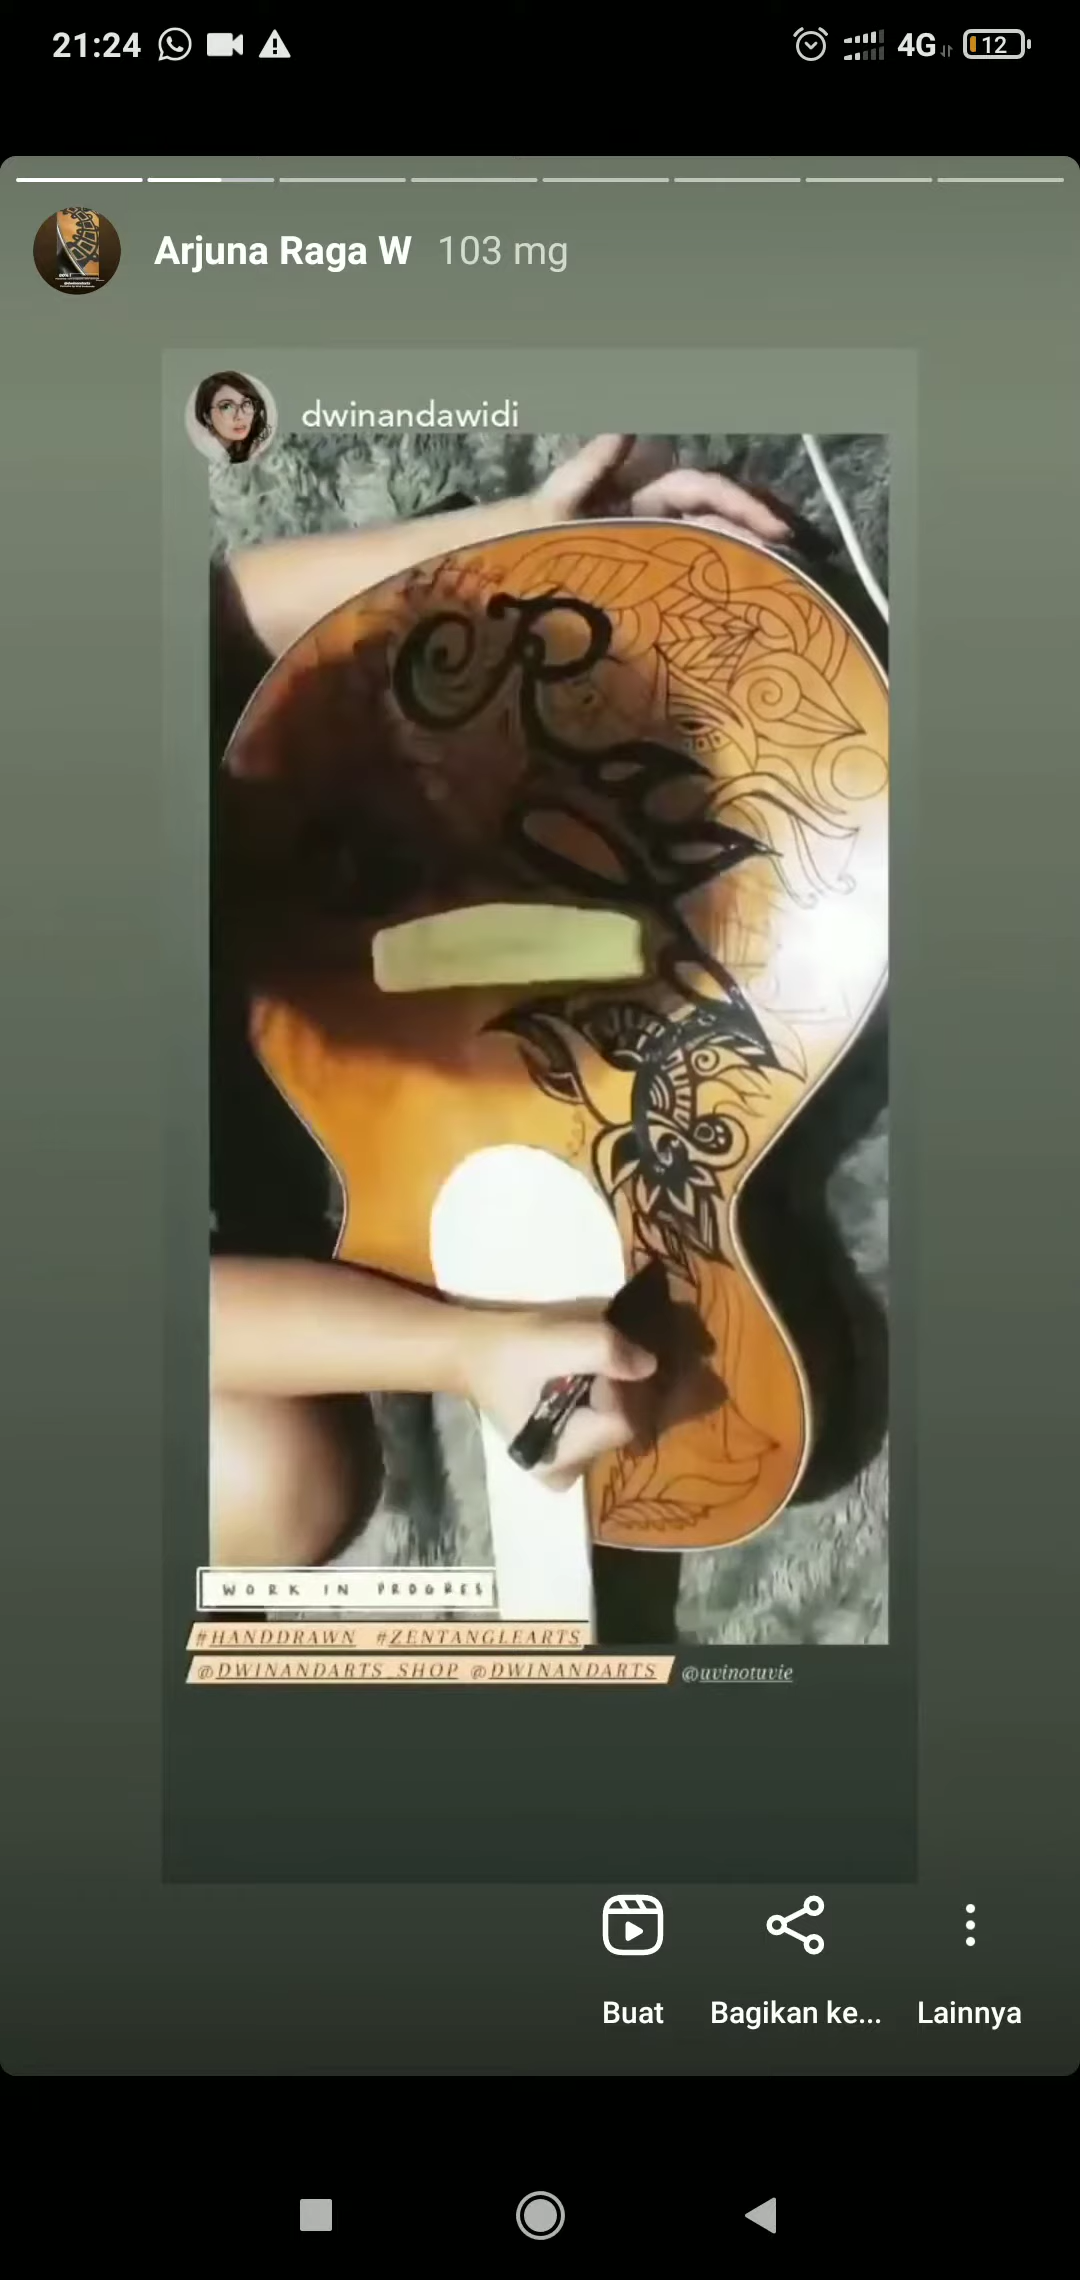 21:24
4G
12
Arjuna Raga W 103 mg
dwinandawidi
R
WORK IN PROGRES
#HANDDRAWN #ZENTANGLEARTS
@DWINANDARTS_SHOP @DWINANDARTS @uvinotuvie
Buat
Bagikan ke...
Lainnya